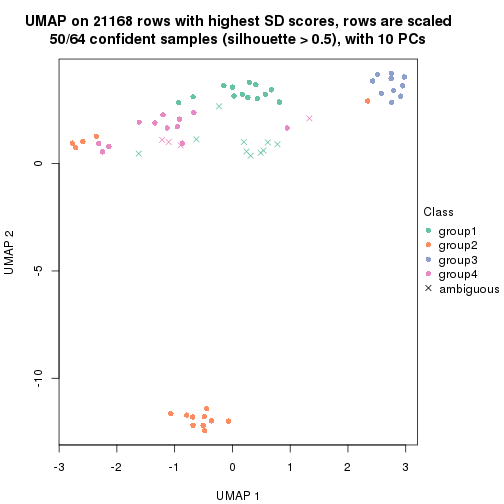 UMAP on 21168 rows with highest SD scores, rows are scaled
50/64 confident samples (silhouette > 0.5), with 10 PCs
UMAP 2
0
-5
-10
-3
-2
-1
0
1
2
3
UMAP 1
Class
group1
group2
group3
group4
ambiguous